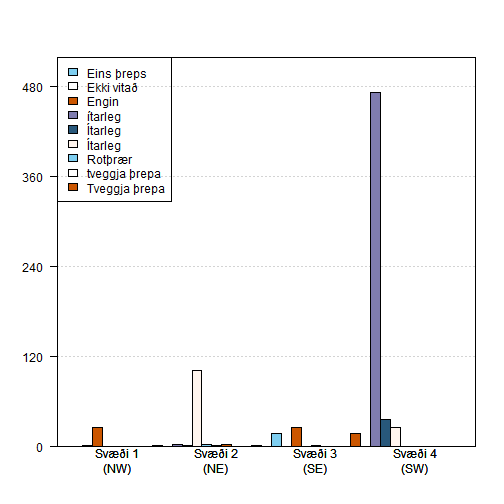 Eins þreps
Ekki vitað
Engin
ítarleg
Ítarleg
Ítarleg
Rotþrær
tveggja þrepa
Tveggja þrepa
480
360
240
120
0
Svæði 1
(NW)
Svæði 2
(NE)
Svæði 3
(SE)
Svæði 4
(SW)